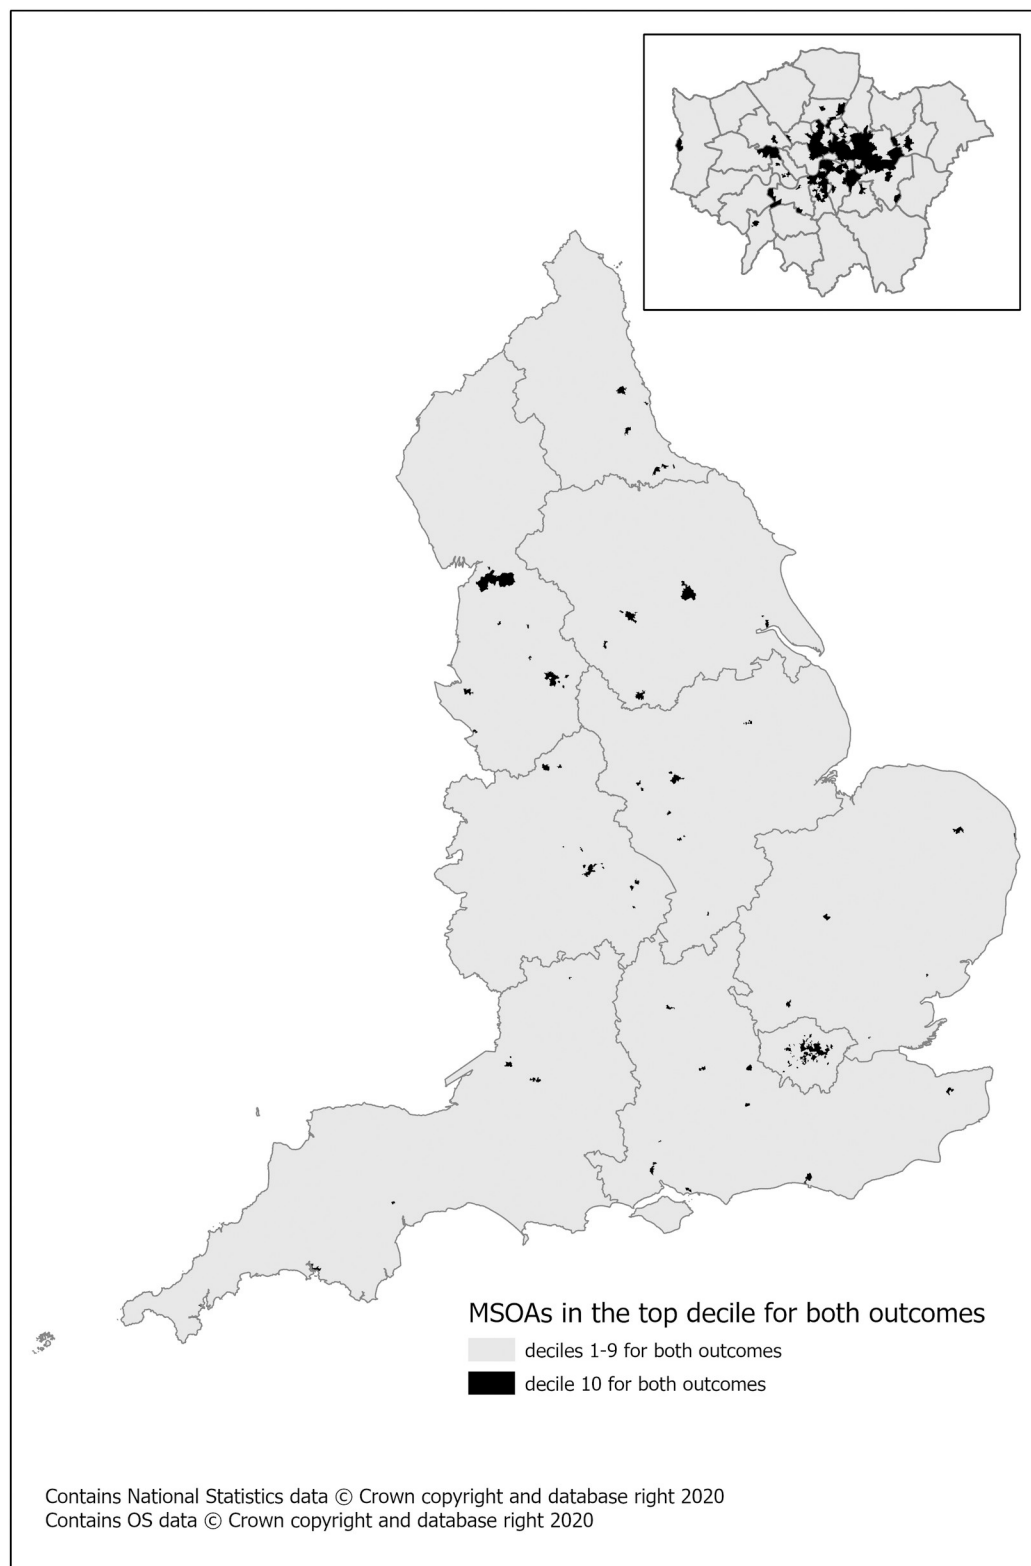 MSOAs in the top decile for both outcomes
deciles 1-9 for both outcomes
decile 10 for both outcomes
Contains National Statistics data © Crown copyright and database right 2020
Contains OS data © Crown copyright and database right 2020